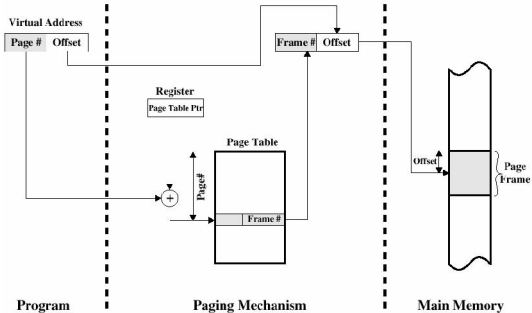 Virtual Address
Page # Offset
Frame # Offset
Register
Page Table Ptr
Page Table
Page#
Frame #
Offset
Page
Frame
Program
Paging Mechanism
Main Memory